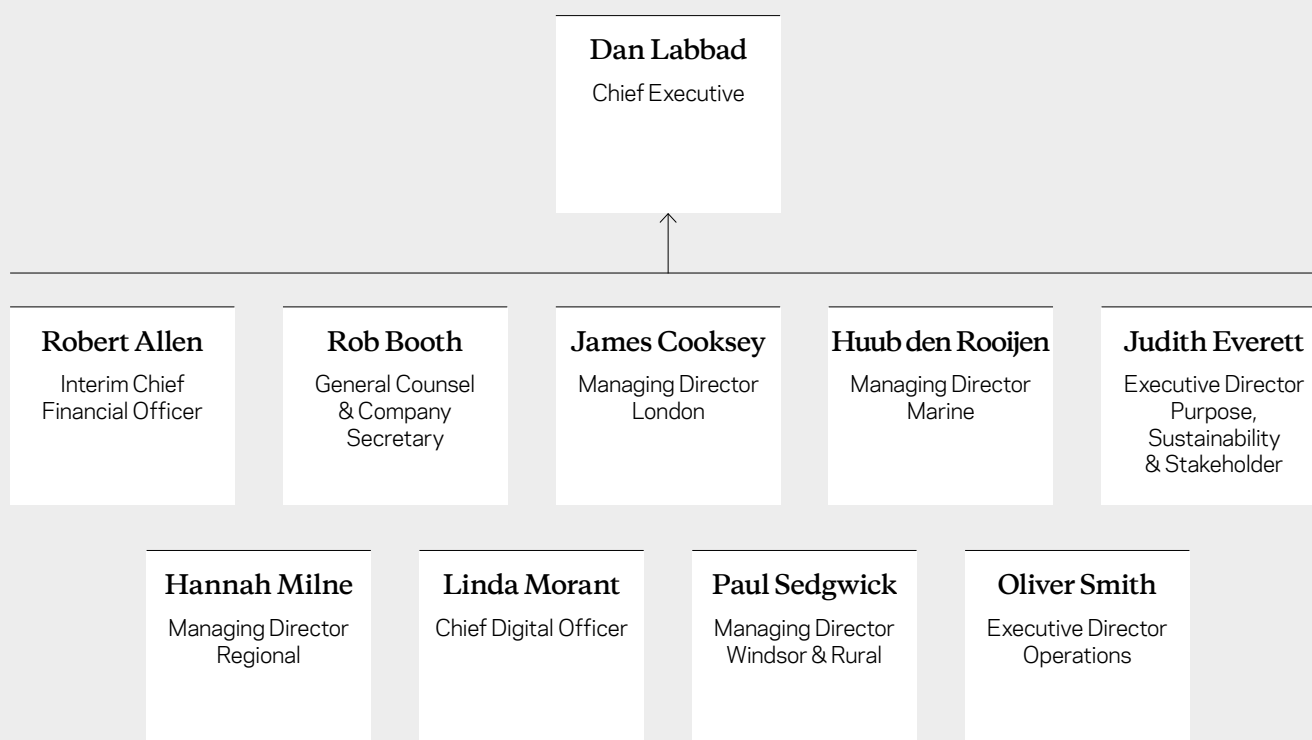 Dan Labbad
Chief Executive
Robert Allen
Interim Chief
Financial Officer
Rob Booth
General Counsel
& Company
Secretary
James Cooksey
Managing Director
London
Huub den Rooijen
Managing Director
Marine
Judith Everett
Executive Director
Purpose,
Sustainability
& Stakeholder
Hannah Milne
Managing Director
Regional
Linda Morant
Chief Digital Officer
Paul Sedgwick
Managing Director
Windsor & Rural
Oliver Smith
Executive Director
Operations